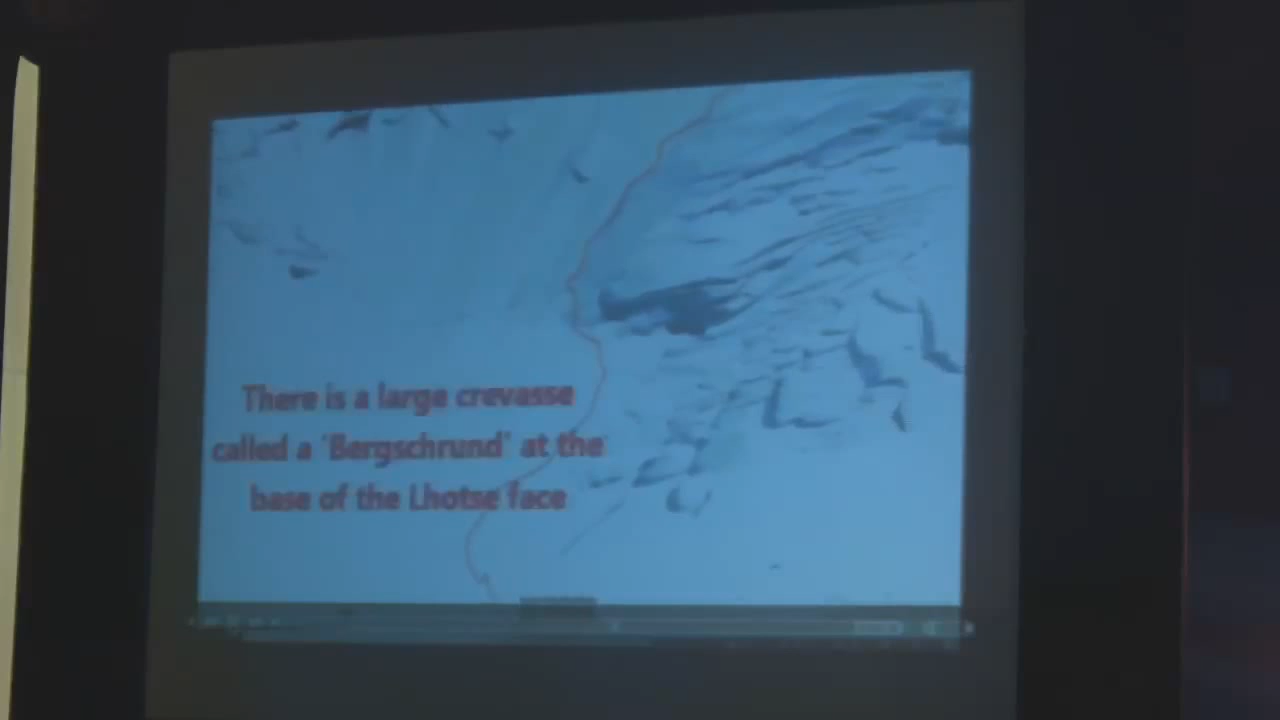 There is a large crevasse
called a 'Bergschrund' at the
base of the Lhotse face